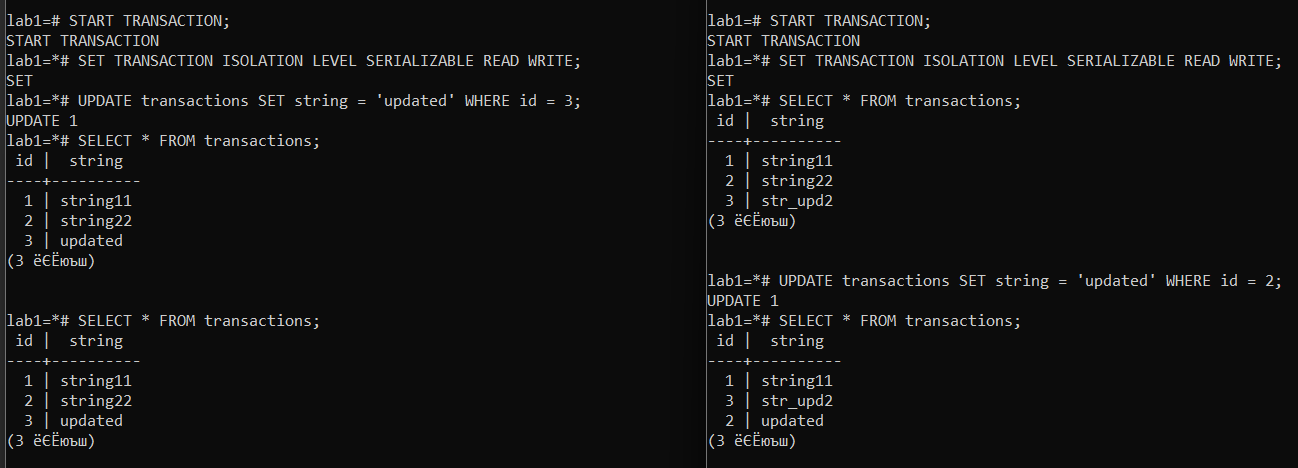 lab1=# START TRANSACTION;
START TRANSACTION
lab1=*# SET TRANSACTION ISOLATION LEVEL SERIALIZABLE READ WRITE;
SET
lab1=*# UPDATE transactions SET string = 'updated' WHERE id = 3;
UPDATE 1
lab1=*# SELECT * FROM transactions;
 id |  string
----+----------
  1 | string11
  2 | string22
  3 | updated
(3 ёЄЁюъш)
lab1=*# SELECT * FROM transactions;
 id |  string
----+----------
  1 | string11
  2 | string22
  3 | updated
(3 ёЄЁюъш)
lab1=# START TRANSACTION;
START TRANSACTION
lab1=*# SET TRANSACTION ISOLATION LEVEL SERIALIZABLE READ WRITE;
SET
lab1=*# SELECT * FROM transactions;
 id |  string
----+----------
  1 | string11
  2 | string22
  3 | str_upd2
(3 ёЄЁюъш)
lab1=*# UPDATE transactions SET string = 'updated' WHERE id = 2;
UPDATE 1
lab1=*# SELECT * FROM transactions;
 id |  string
----+----------
  1 | string11
  3 | str_upd2
  2 | updated
(3 ёЄЁюъш)